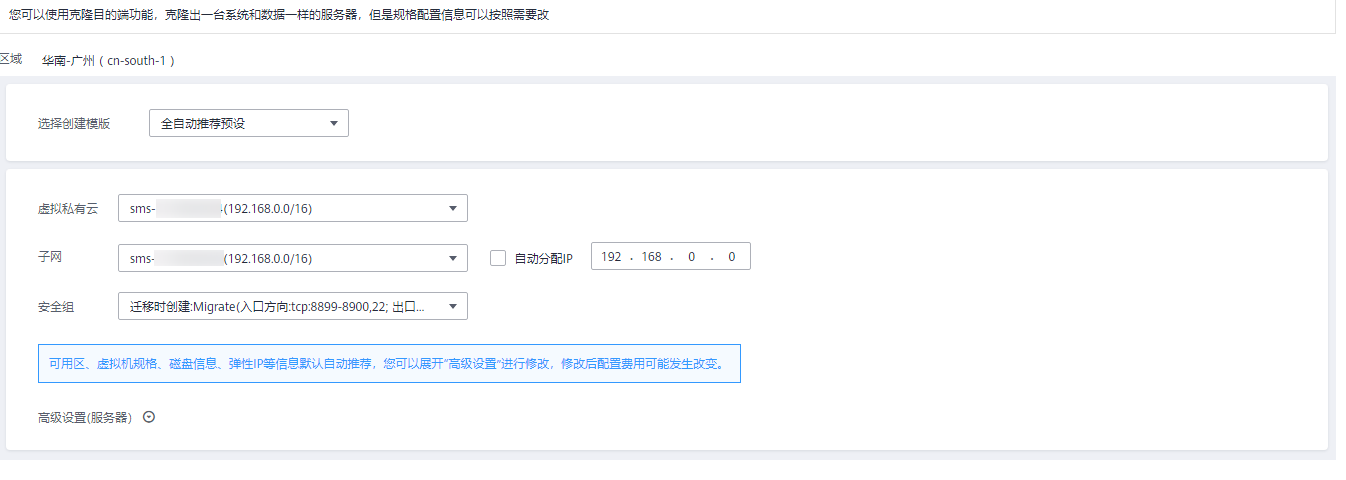 您可以使用克隆目的端功能，克隆出一台系统和数据一样的服务器，但是规格配置信息可以按照需要改
区域 华南-广州（cn-south-1）
选择创建模版 全自动推荐预设
虚拟私有云 sms- (192.168.0.0/16)
子网 sms- (192.168.0.0/16) 自动分配IP 192 . 168 . 0 . 0
安全组 迁移时创建:Migrate(入口方向:tcp:8899-8900,22; 出口...
可用区、虚拟机规格、磁盘信息、弹性IP等信息默认自动推荐，您可以展开“高级设置”进行修改，修改后配置费用可能发生改变。
高级设置(服务器)